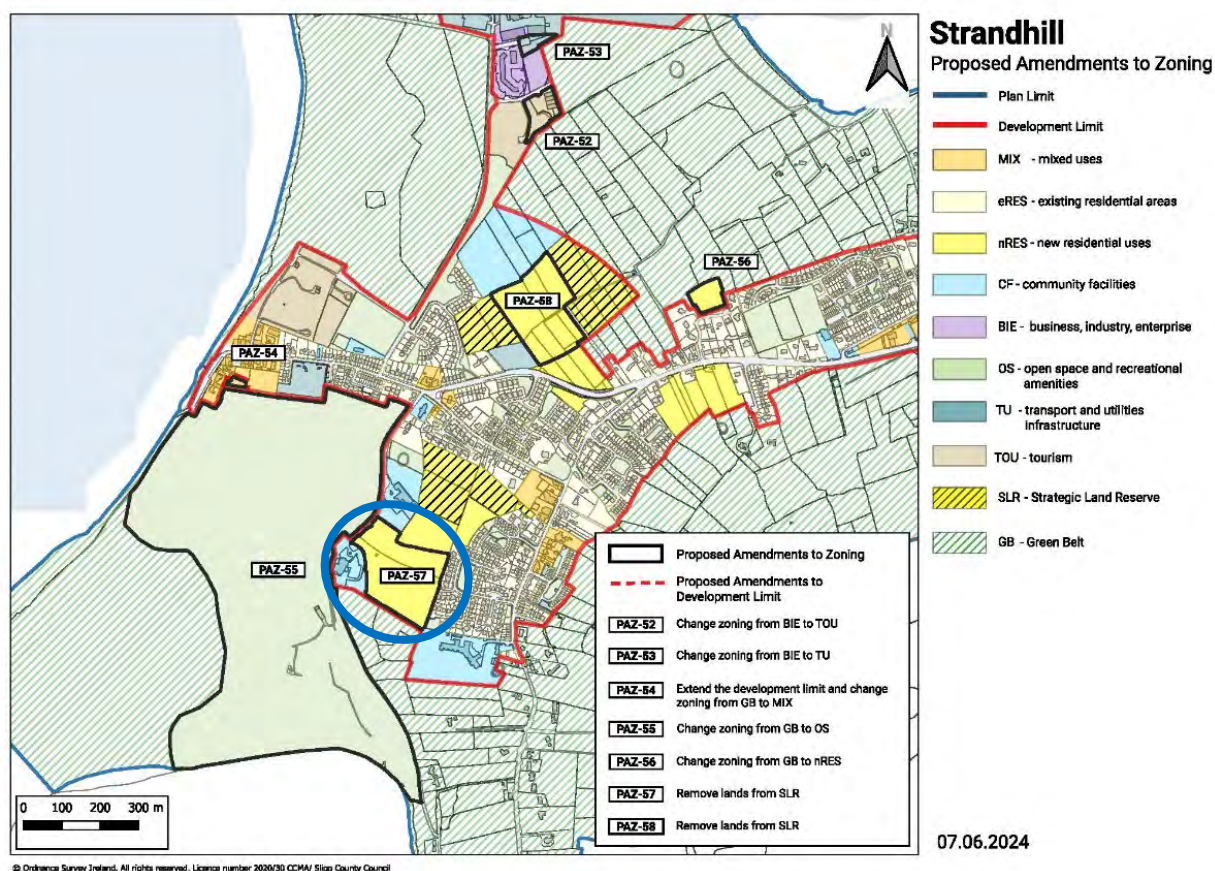 PAZ-53
N
PAZ-52
PAZ-56
PAZ-58
PAZ-54
PAZ-55
PAZ-57
Strandhill
Proposed Amendments to Zoning
Plan Limit
Development Limit
MIX - mixed uses
eRES - existing residential areas
nRES - new residential uses
CF - community facilities
BIE - business, industry, enterprise
OS - open space and recreational
amenities
TU - transport and utilities
infrastructure
TOU - tourism
SLR - Strategic Land Reserve
GB - Green Belt
Proposed Amendments to Zoning
Proposed Amendments to
Development Limit
PAZ-52 Change zoning from BIE to TOU
PAZ-53 Change zoning from BIE to TU
PAZ-54 Extend the development limit and change
zoning from GB to MIX
PAZ-55 Change zoning from GB to OS
PAZ-56 Change zoning from GB to nRES
PAZ-57 Remove lands from SLR
PAZ-58 Remove lands from SLR
0 100 200 300 m
07.06.2024
© Ordnance Survey Ireland. All rights reserved. Licence number 2020/30 CCMA/ Sligo County Council